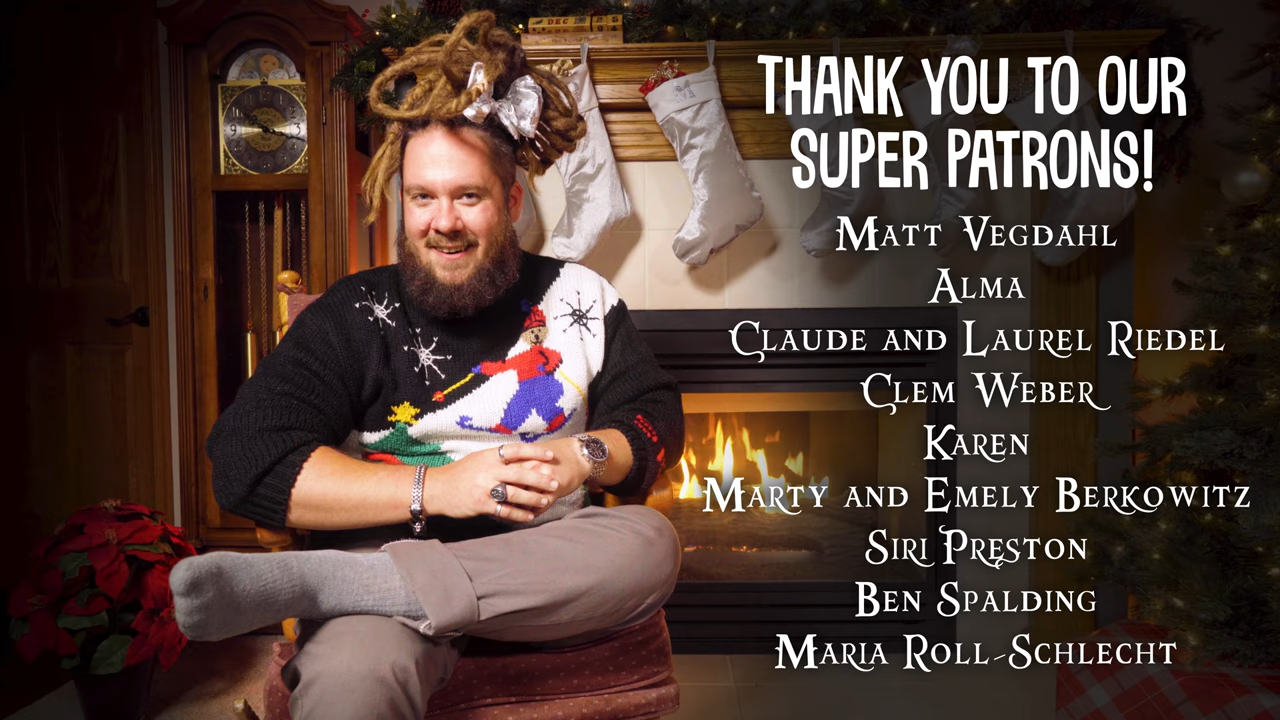 DEC
THANK YOU TO OUR
SUPER PATRONS!
Matt Vegdahl
Alma
Claude and Laurel Riedel
Clem Weber
Karen
Marty and Emely Berkowitz
Siri Preston
Ben Spalding
Maria Roll-Schlecht